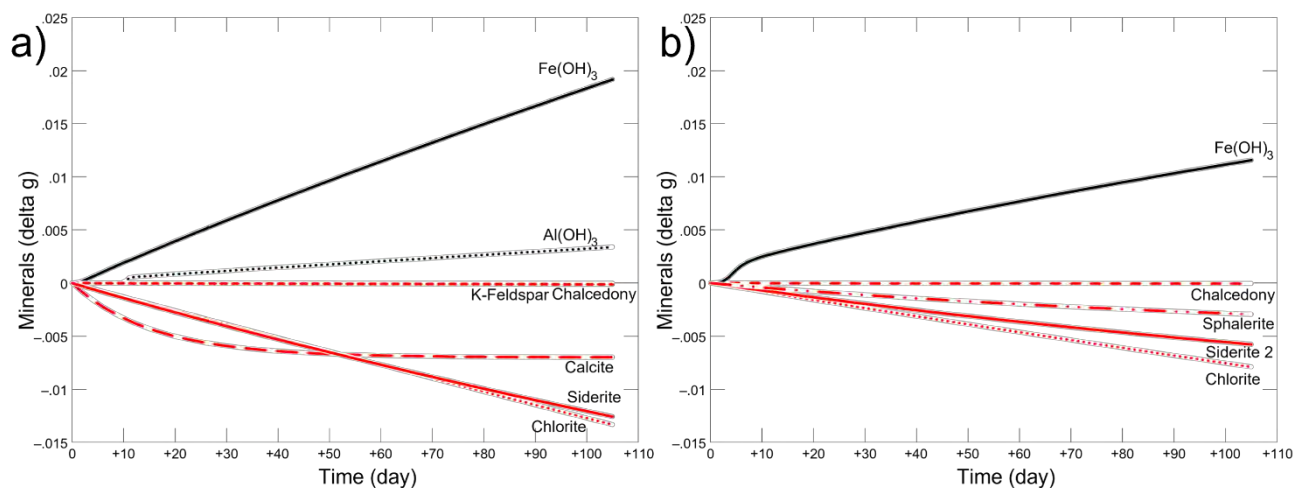 a)
Minerals (delta g)
.025
.02
.015
.01
.005
0
–.005
–.01
–.015
Fe(OH)3
Al(OH)3
K-Feldspar Chalcedony
Calcite
Siderite
Chlorite
0 +10 +20 +30 +40 +50 +60 +70 +80 +90 +100 +110
Time (day)
b)
Minerals (delta g)
.025
.02
.015
.01
.005
0
–.005
–.01
–.015
Fe(OH)3
Chalcedony
Sphalerite
Siderite 2
Chlorite
0 +10 +20 +30 +40 +50 +60 +70 +80 +90 +100 +110
Time (day)